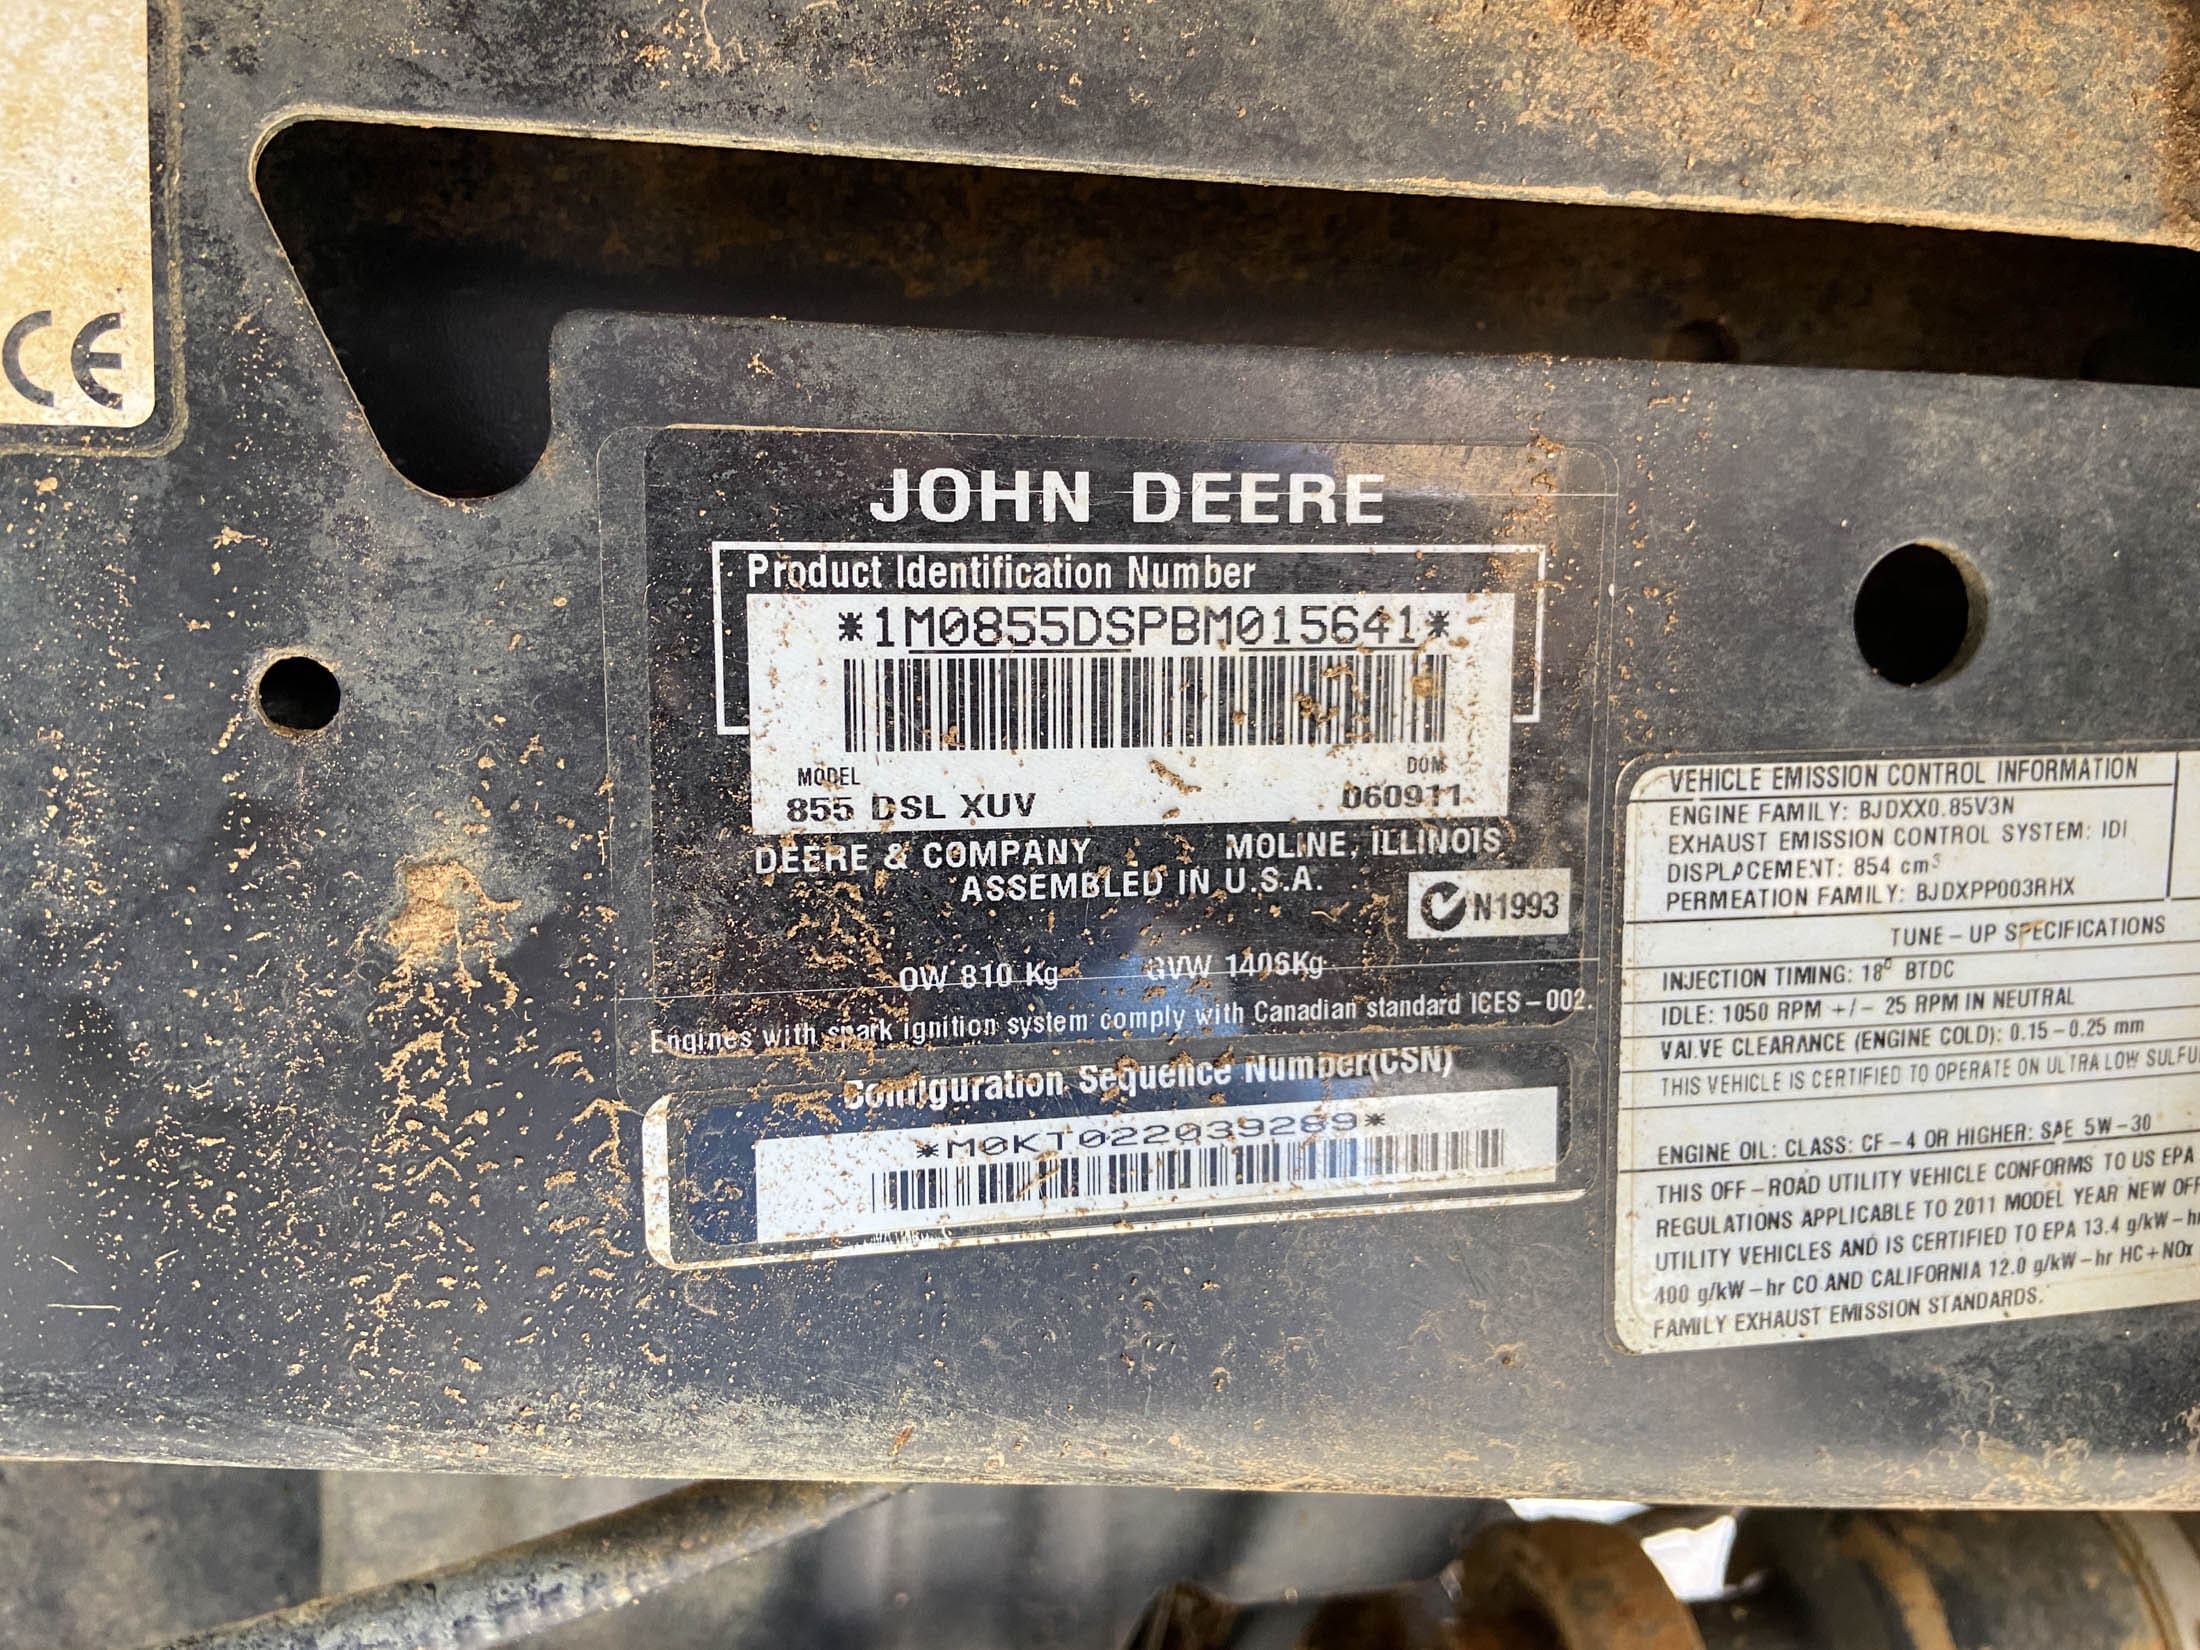 CE
JOHN DEERE
Product Identification Number
*1M0855DSPBM015641*
MODEL DOM
855 DSL XUV 060911
DEERE & COMPANY MOLINE, ILLINOIS
ASSEMBLED IN U.S.A.
N1993
OW 810 Kg GVW 1406Kg
Engines with spark ignition system comply with Canadian standard ICES-002.
Configuration Sequence Number(CSN)
*M0KT022039289*
VEHICLE EMISSION CONTROL INFORMATION
ENGINE FAMILY: BJDXX0.85V3N
EXHAUST EMISSION CONTROL SYSTEM: IDI
DISPLACEMENT: 854 cm³
PERMEATION FAMILY: BJDXPP003RHX
TUNE-UP SPECIFICATIONS
INJECTION TIMING: 18° BTDC
IDLE: 1050 RPM +/- 25 RPM IN NEUTRAL
VALVE CLEARANCE (ENGINE COLD): 0.15-0.25 mm
THIS VEHICLE IS CERTIFIED TO OPERATE ON ULTRA LOW SULFU
ENGINE OIL: CLASS: CF-4 OR HIGHER: SAE 5W-30
THIS OFF-ROAD UTILITY VEHICLE CONFORMS TO US EPA
REGULATIONS APPLICABLE TO 2011 MODEL YEAR NEW OFF
UTILITY VEHICLES AND IS CERTIFIED TO EPA 13.4 g/kW-hr
400 g/kW-hr CO AND CALIFORNIA 12.0 g/kW-hr HC+NOx
FAMILY EXHAUST EMISSION STANDARDS.